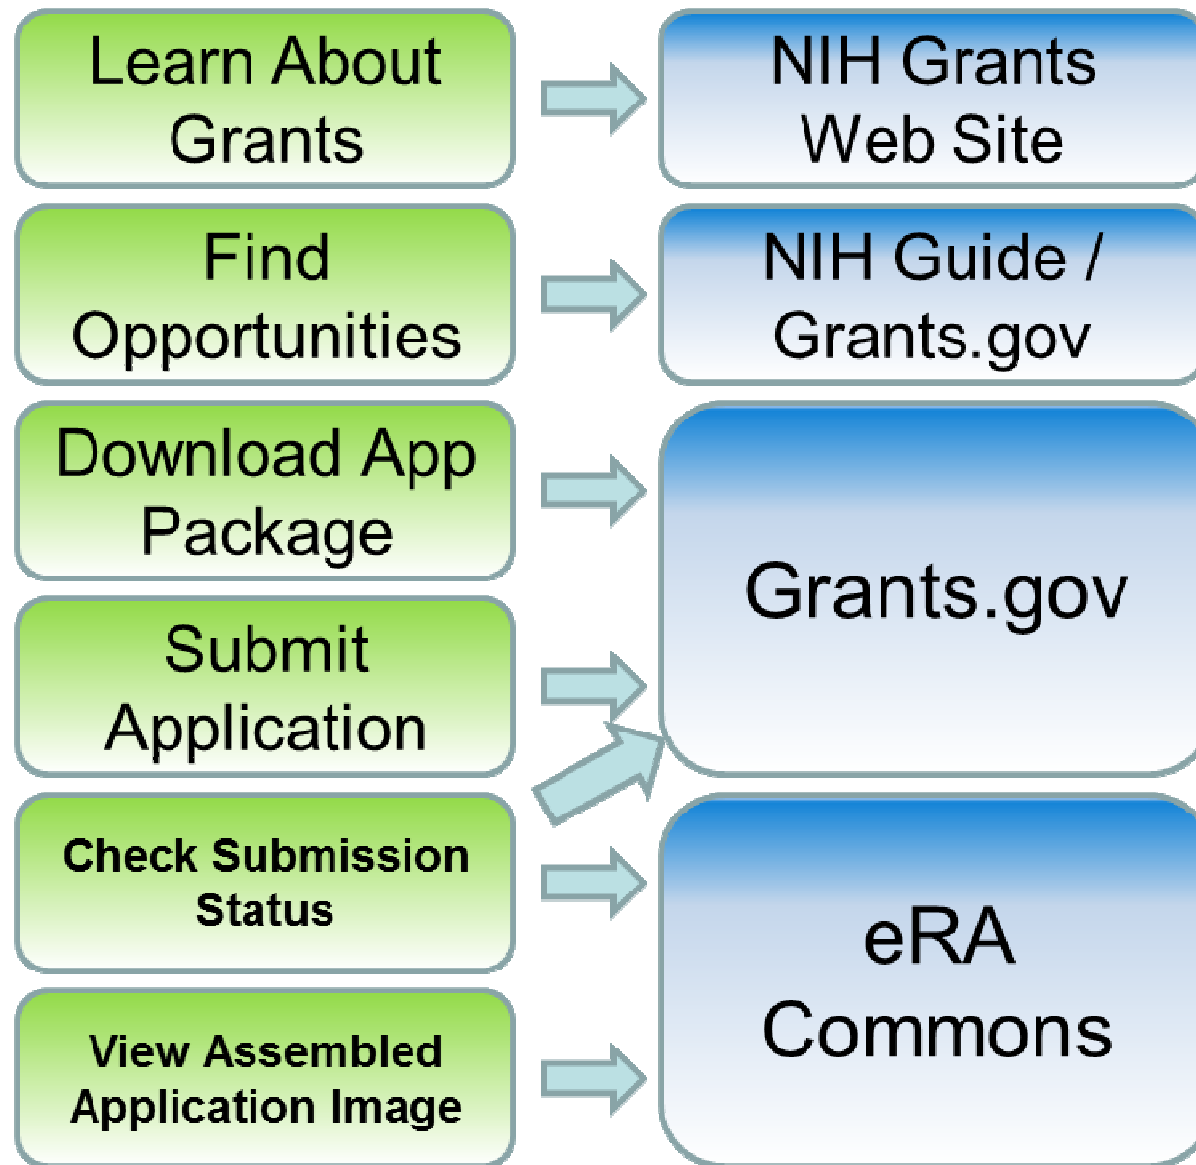 Learn About
Grants
NIH Grants
Web Site
Find
Opportunities
NIH Guide /
Grants.gov
Download App
Package
Submit
Application
Grants.gov
Check Submission
Status
View Assembled
Application Image
eRA
Commons